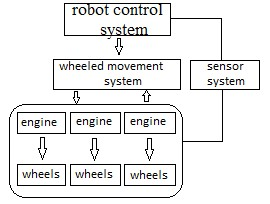 robot control
system
wheeled movement
system
sensor
system
engine
engine
engine
wheels
wheels
wheels